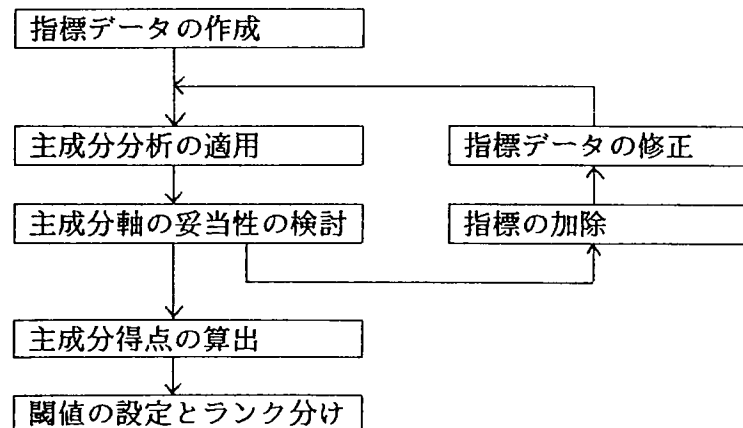 指標データの作成
主成分分析の適用
指標データの修正
主成分軸の妥当性の検討
指標の加除
主成分得点の算出
閾値の設定とランク分け